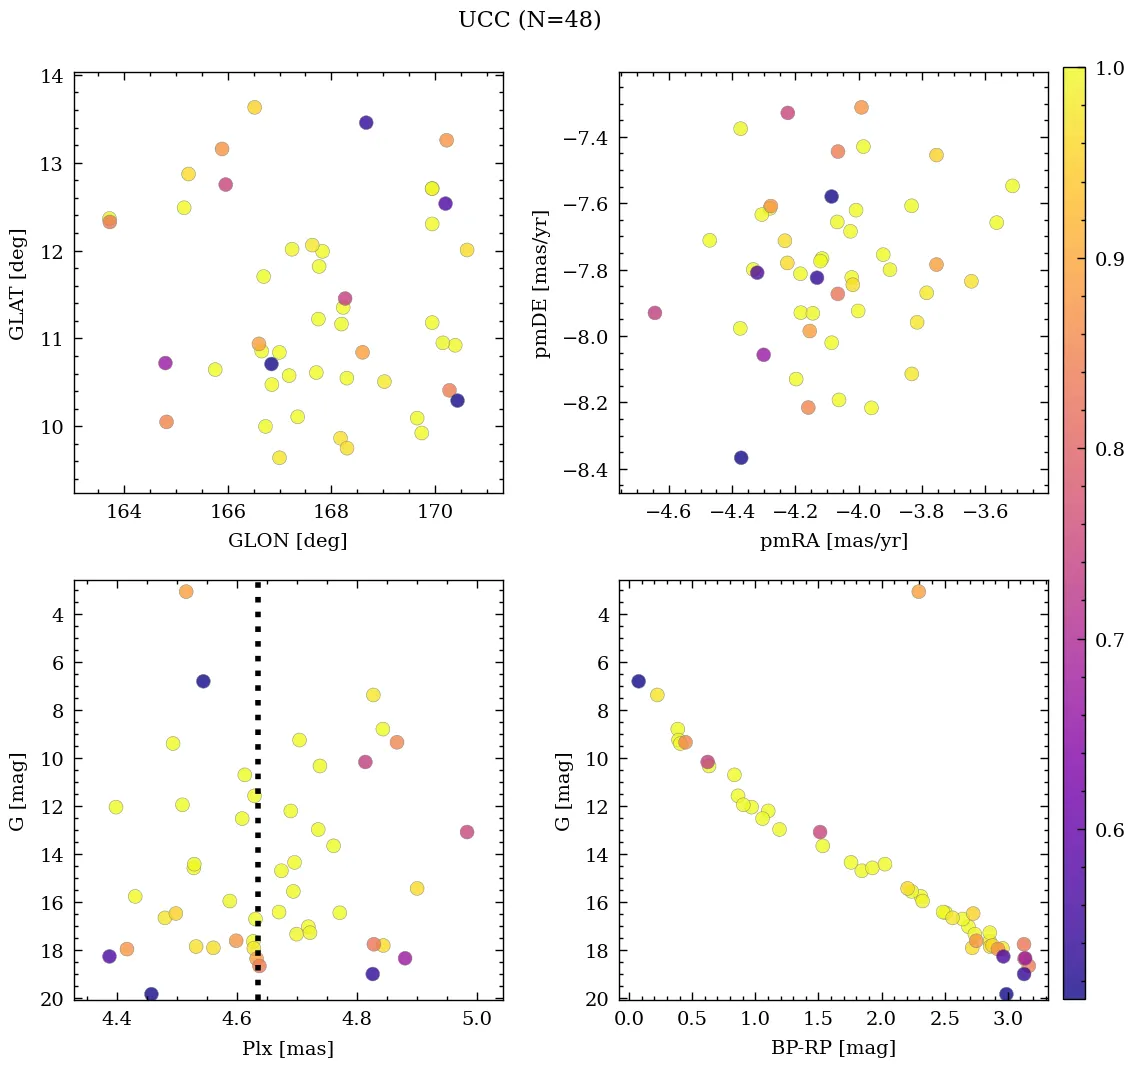 UCC (N=48)
14
13
12
11
10
GLAT [deg]
164 166 168 170
GLON [deg]
−7.4
−7.6
−7.8
−8.0
−8.2
−8.4
pmDE [mas/yr]
−4.6 −4.4 −4.2 −4.0 −3.8 −3.6
pmRA [mas/yr]
4
6
8
10
12
14
16
18
20
G [mag]
4.4 4.6 4.8 5.0
Plx [mas]
4
6
8
10
12
14
16
18
20
G [mag]
0.0 0.5 1.0 1.5 2.0 2.5 3.0
BP-RP [mag]
1.0
0.9
0.8
0.7
0.6